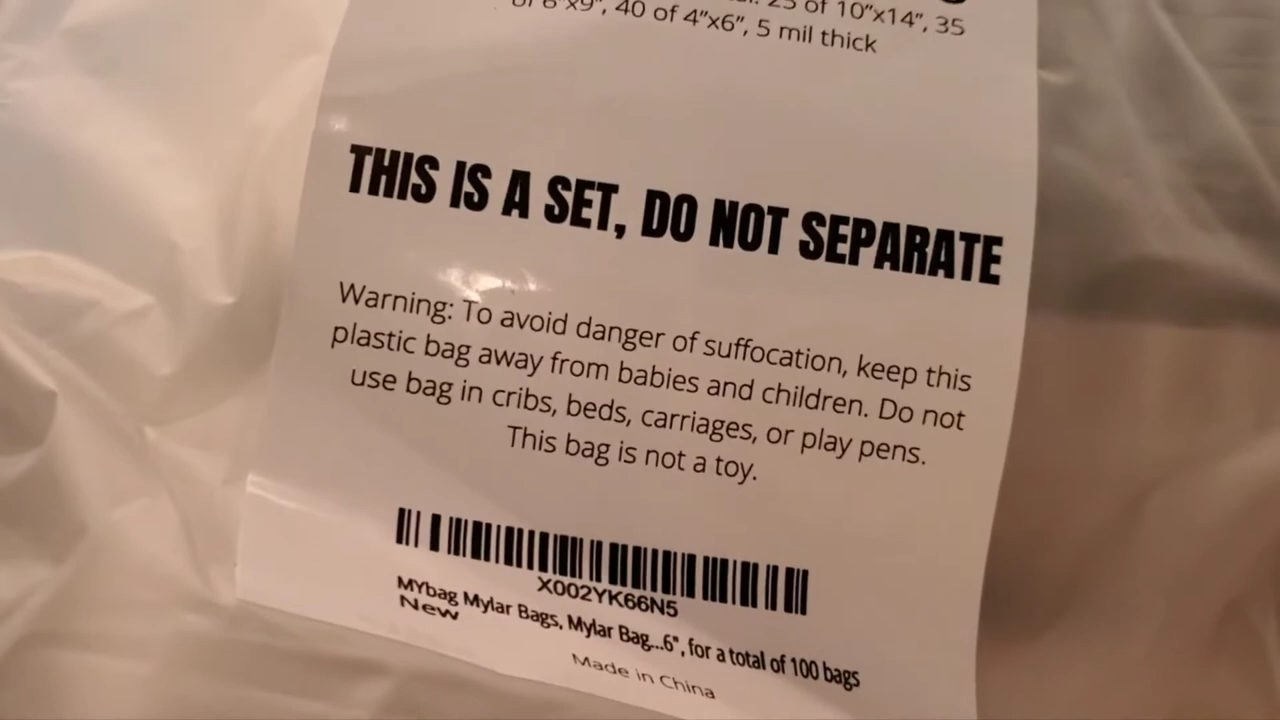 25 of 10"x14", 35
of 6"x9", 40 of 4"x6", 5 mil thick
THIS IS A SET, DO NOT SEPARATE
Warning: To avoid danger of suffocation, keep this
plastic bag away from babies and children. Do not
use bag in cribs, beds, carriages, or play pens.
This bag is not a toy.
X002YK66N5
MYbag Mylar Bags, Mylar Bag...6", for a total of 100 bags
New
Made in China